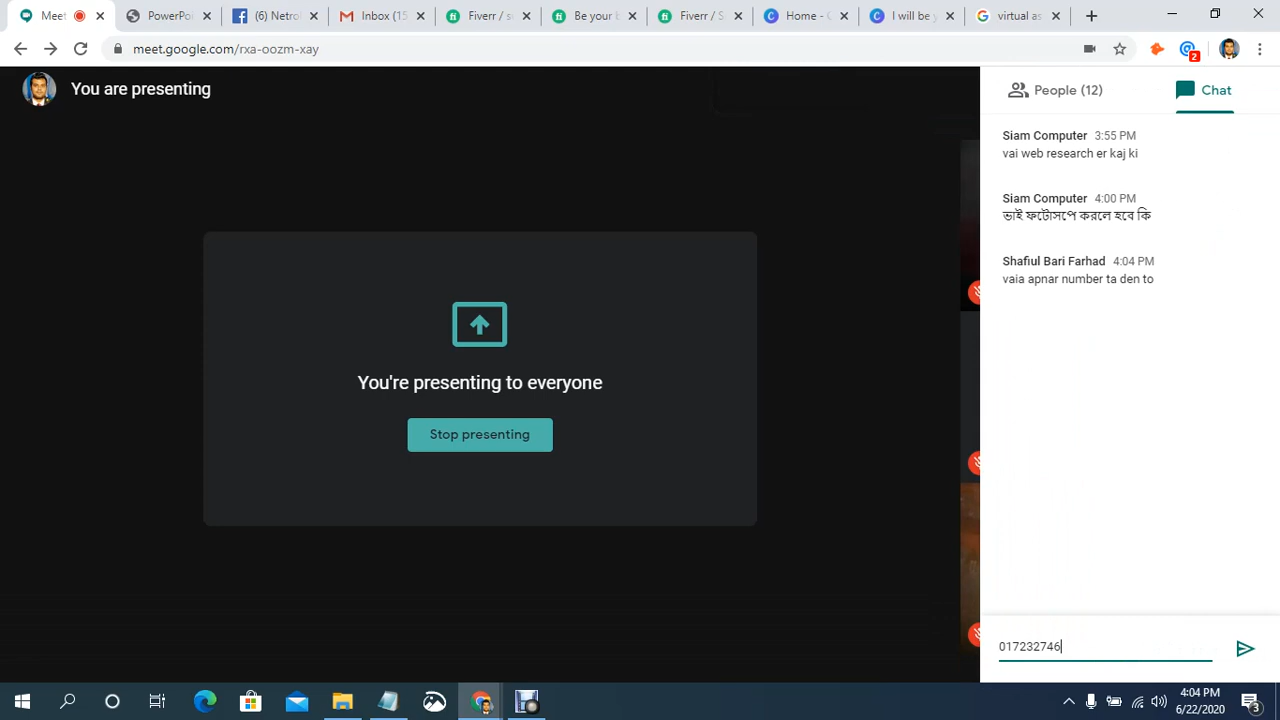 Meet
PowerPoi
(6) Netro
Inbox (15
Fiverr / s
Be your b
Fiverr / S
Home - C
I will be y
virtual as
meet.google.com/rxa-oozm-xay
2
You are presenting
People (12)
Chat
Siam Computer 3:55 PM
vai web research er kaj ki
Siam Computer 4:00 PM
ভাই ফটোসপে করলে হবে কি
Shafiul Bari Farhad 4:04 PM
vaia apnar number ta den to
You're presenting to everyone
Stop presenting
017232746
4:04 PM
6/22/2020
3